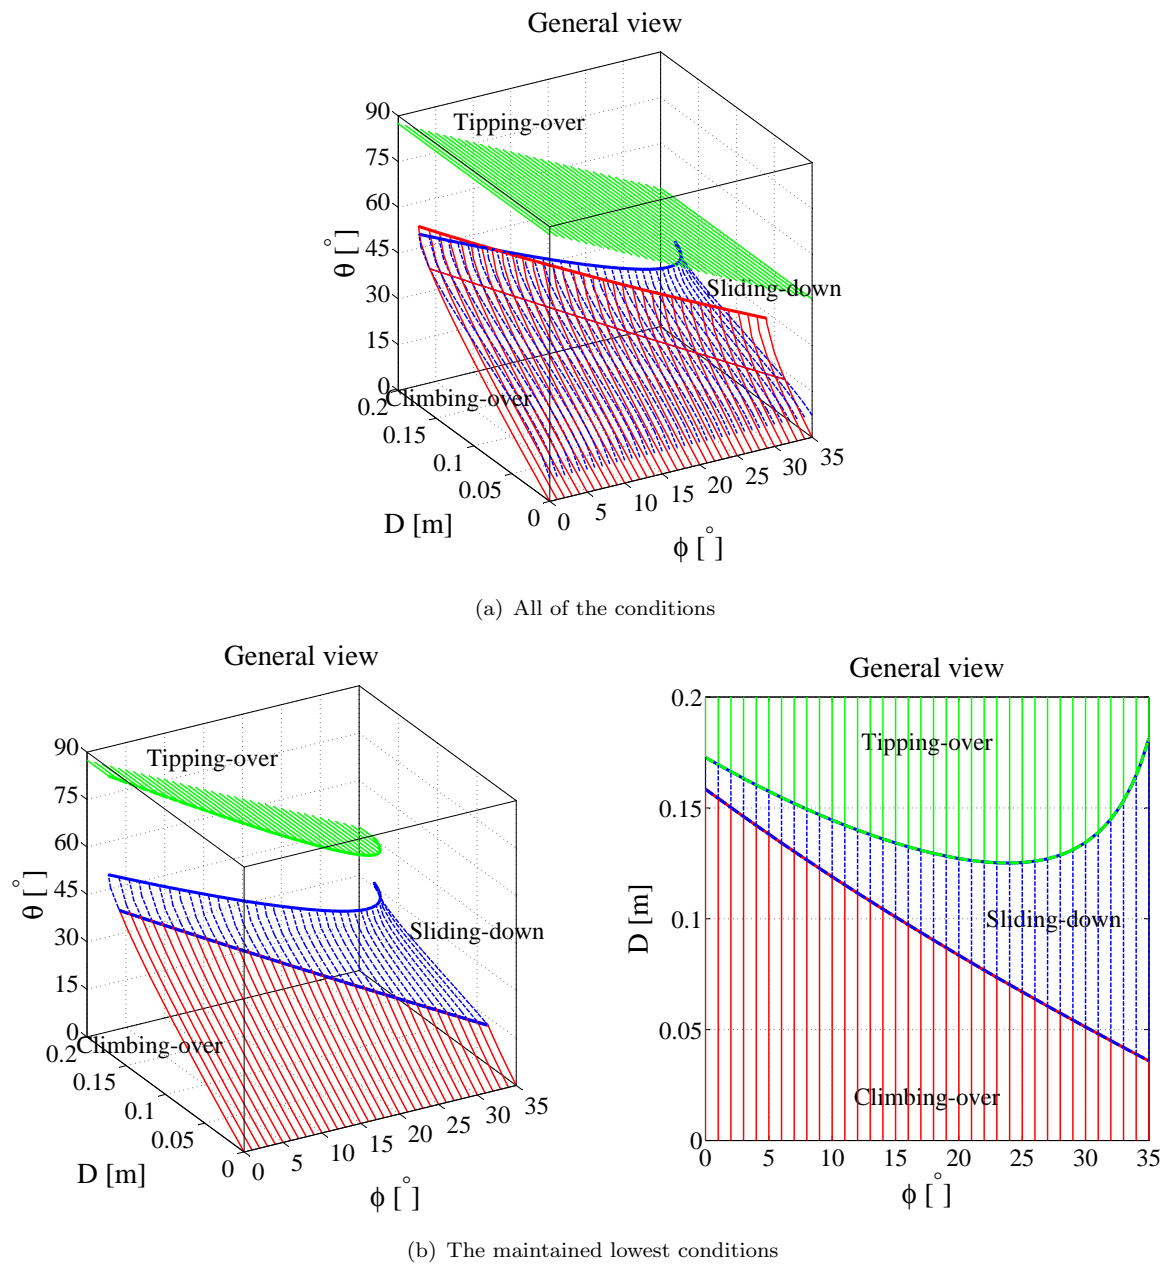 General view
Tipping-over
Sliding-down
Climbing-over
θ [°]
90
75
60
45
30
15
0
D [m]
0.2
0.15
0.1
0.05
0
ϕ [°]
0
5
10
15
20
25
30
35
(a) All of the conditions
General view
Tipping-over
Sliding-down
Climbing-over
θ [°]
90
75
60
45
30
15
0
D [m]
0.2
0.15
0.1
0.05
0
ϕ [°]
0
5
10
15
20
25
30
35
General view
Tipping-over
Sliding-down
Climbing-over
D [m]
0.2
0.15
0.1
0.05
0
0
5
10
15
20
25
30
35
ϕ [°]
(b) The maintained lowest conditions